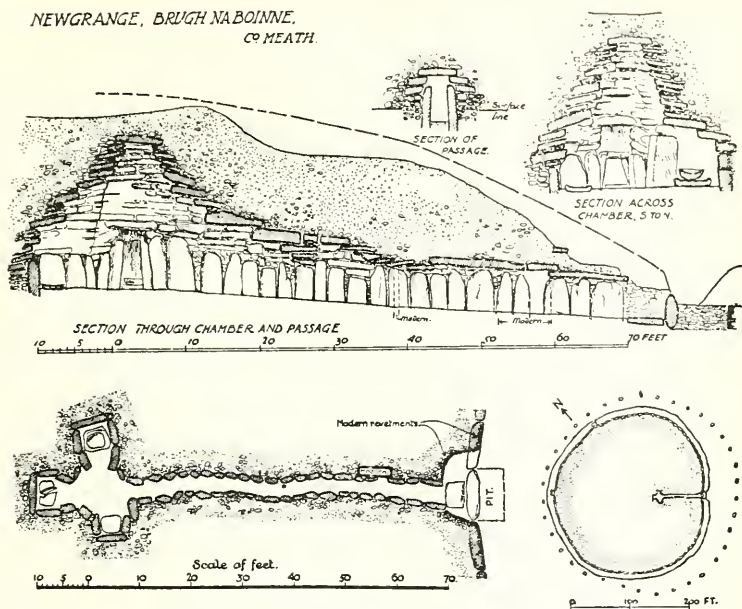 NEWGRANGE, BRUGH NA BOINNE,
Cᴼ MEATH.
Surface
line
SECTION OF
PASSAGE.
SECTION ACROSS
CHAMBER, S TO N.
Modern.
Modern
SECTION THROUGH CHAMBER AND PASSAGE
10 5 0 10 20 30 40 50 60 70 FEET
Modern revetments
PIT.
N
Scale of feet.
10 5 0 10 20 30 40 50 60 70.
0 100 200 FT.